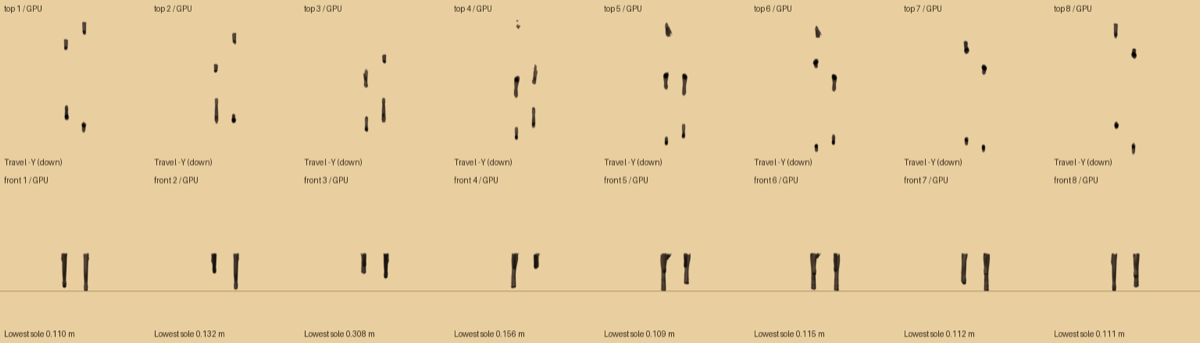 top 1 / GPU
top 2 / GPU
top 3 / GPU
top 4 / GPU
top 5 / GPU
top 6 / GPU
top 7 / GPU
top 8 / GPU
Travel -Y (down)
Travel -Y (down)
Travel -Y (down)
Travel -Y (down)
Travel -Y (down)
Travel -Y (down)
Travel -Y (down)
Travel -Y (down)
front 1 / GPU
front 2 / GPU
front 3 / GPU
front 4 / GPU
front 5 / GPU
front 6 / GPU
front 7 / GPU
front 8 / GPU
Lowest sole 0.110 m
Lowest sole 0.132 m
Lowest sole 0.308 m
Lowest sole 0.156 m
Lowest sole 0.109 m
Lowest sole 0.115 m
Lowest sole 0.112 m
Lowest sole 0.111 m